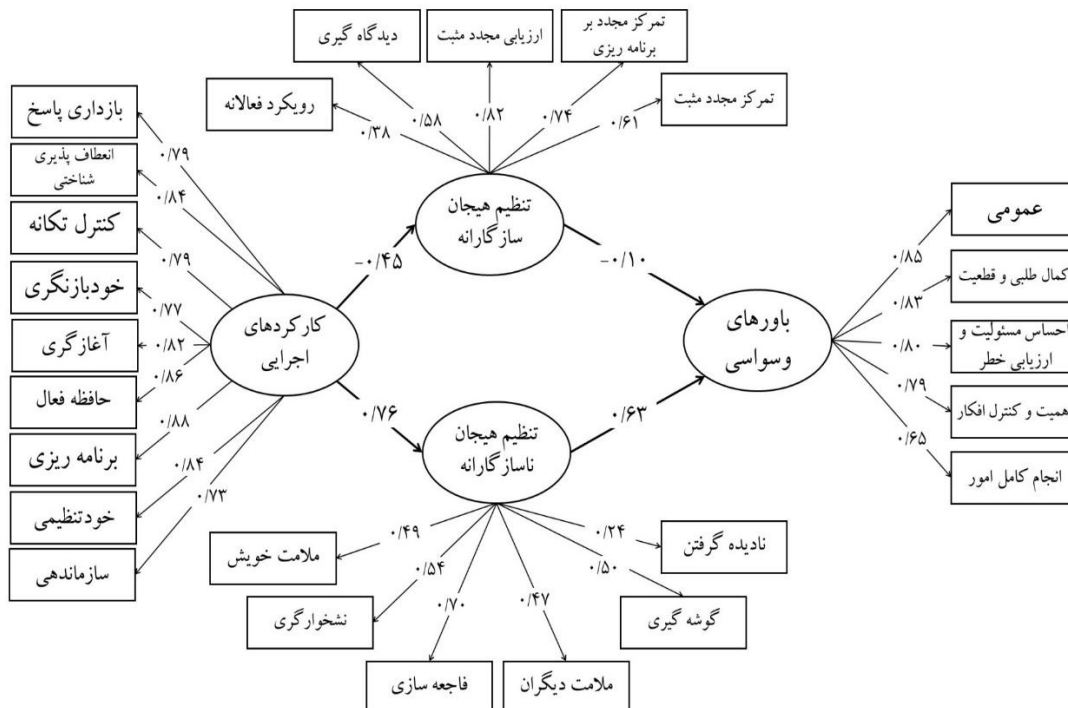 تمرکز مجدد بر
برنامه ریزی
ارزیابی مجدد مثبت
دیدگاه گیری
تمرکز مجدد مثبت
رویکرد فعالانه
۰/۶۱
۰/۷۴
۰/۸۲
۰/۵۸
۰/۳۸
بازداری پاسخ
انعطاف پذیری
شناختی
کنترل تکانه
خودبازنگری
آغازگری
حافظه فعال
برنامه ریزی
خودتنظیمی
سازماندهی
۰/۷۹
۰/۸۴
۰/۷۹
۰/۷۷
۰/۸۲
۰/۸۶
۰/۸۸
۰/۸۴
۰/۷۳
کارکردهای
اجرایی
تنظیم هیجان
سازگارانه
-۰/۴۵
-۰/۱۰
تنظیم هیجان
ناسازگارانه
۰/۷۶
۰/۶۳
باورهای
وسواسی
عمومی
کمال طلبی و قطعیت
احساس مسئولیت و
ارزیابی خطر
اهمیت و کنترل افکار
انجام کامل امور
۰/۸۵
۰/۸۳
۰/۸۰
۰/۷۹
۰/۶۵
۰/۲۴
۰/۵۰
۰/۴۷
۰/۷۰
۰/۵۴
۰/۴۹
نادیده گرفتن
ملامت خویش
گوشه گیری
نشخوارگری
ملامت دیگران
فاجعه سازی